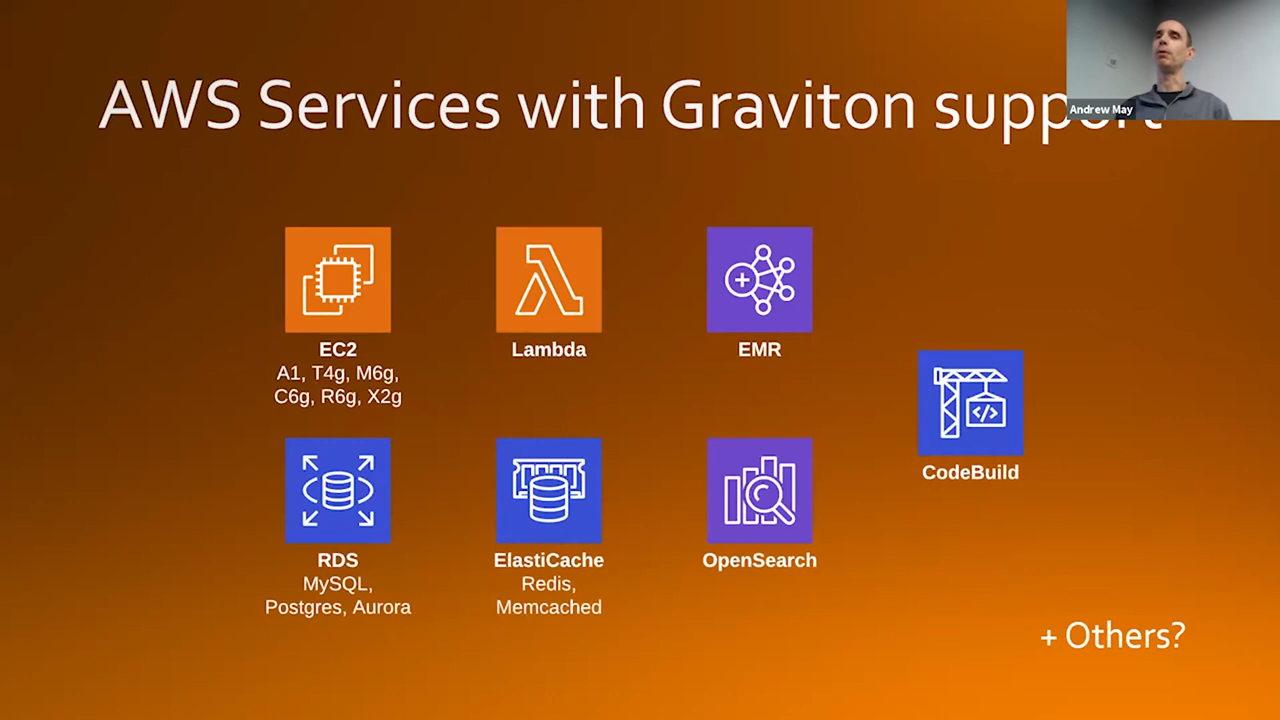 AWS Services with Graviton support
Andrew May
EC2
A1, T4g, M6g,
C6g, R6g, X2g
Lambda
EMR
CodeBuild
RDS
MySQL,
Postgres, Aurora
ElastiCache
Redis,
Memcached
OpenSearch
+ Others?